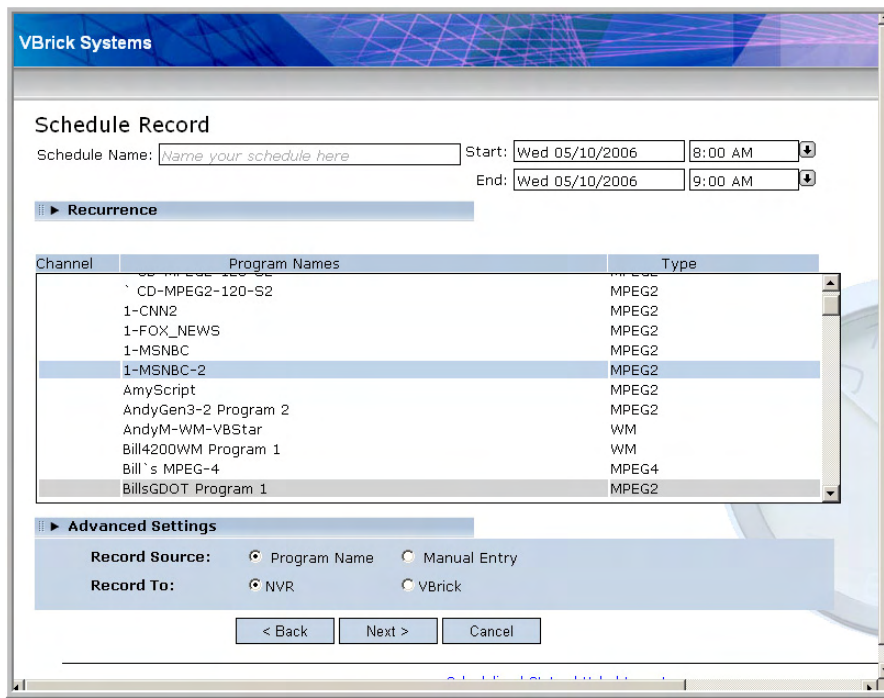 VBrick Systems
Schedule Record
Schedule Name: Name your schedule here Start: Wed 05/10/2006 8:00 AM
End: Wed 05/10/2006 9:00 AM
Recurrence
Channel Program Names Type
` CD-MPEG2-120-S2 MPEG2
1-CNN2 MPEG2
1-FOX_NEWS MPEG2
1-MSNBC MPEG2
1-MSNBC-2 MPEG2
AmyScript MPEG2
AndyGen3-2 Program 2 MPEG2
AndyM-WM-VBStar WM
Bill4200WM Program 1 WM
Bill`s MPEG-4 MPEG4
BillsGDOT Program 1 MPEG2
Advanced Settings
Record Source: Program Name Manual Entry
Record To: NVR VBrick
< Back Next > Cancel